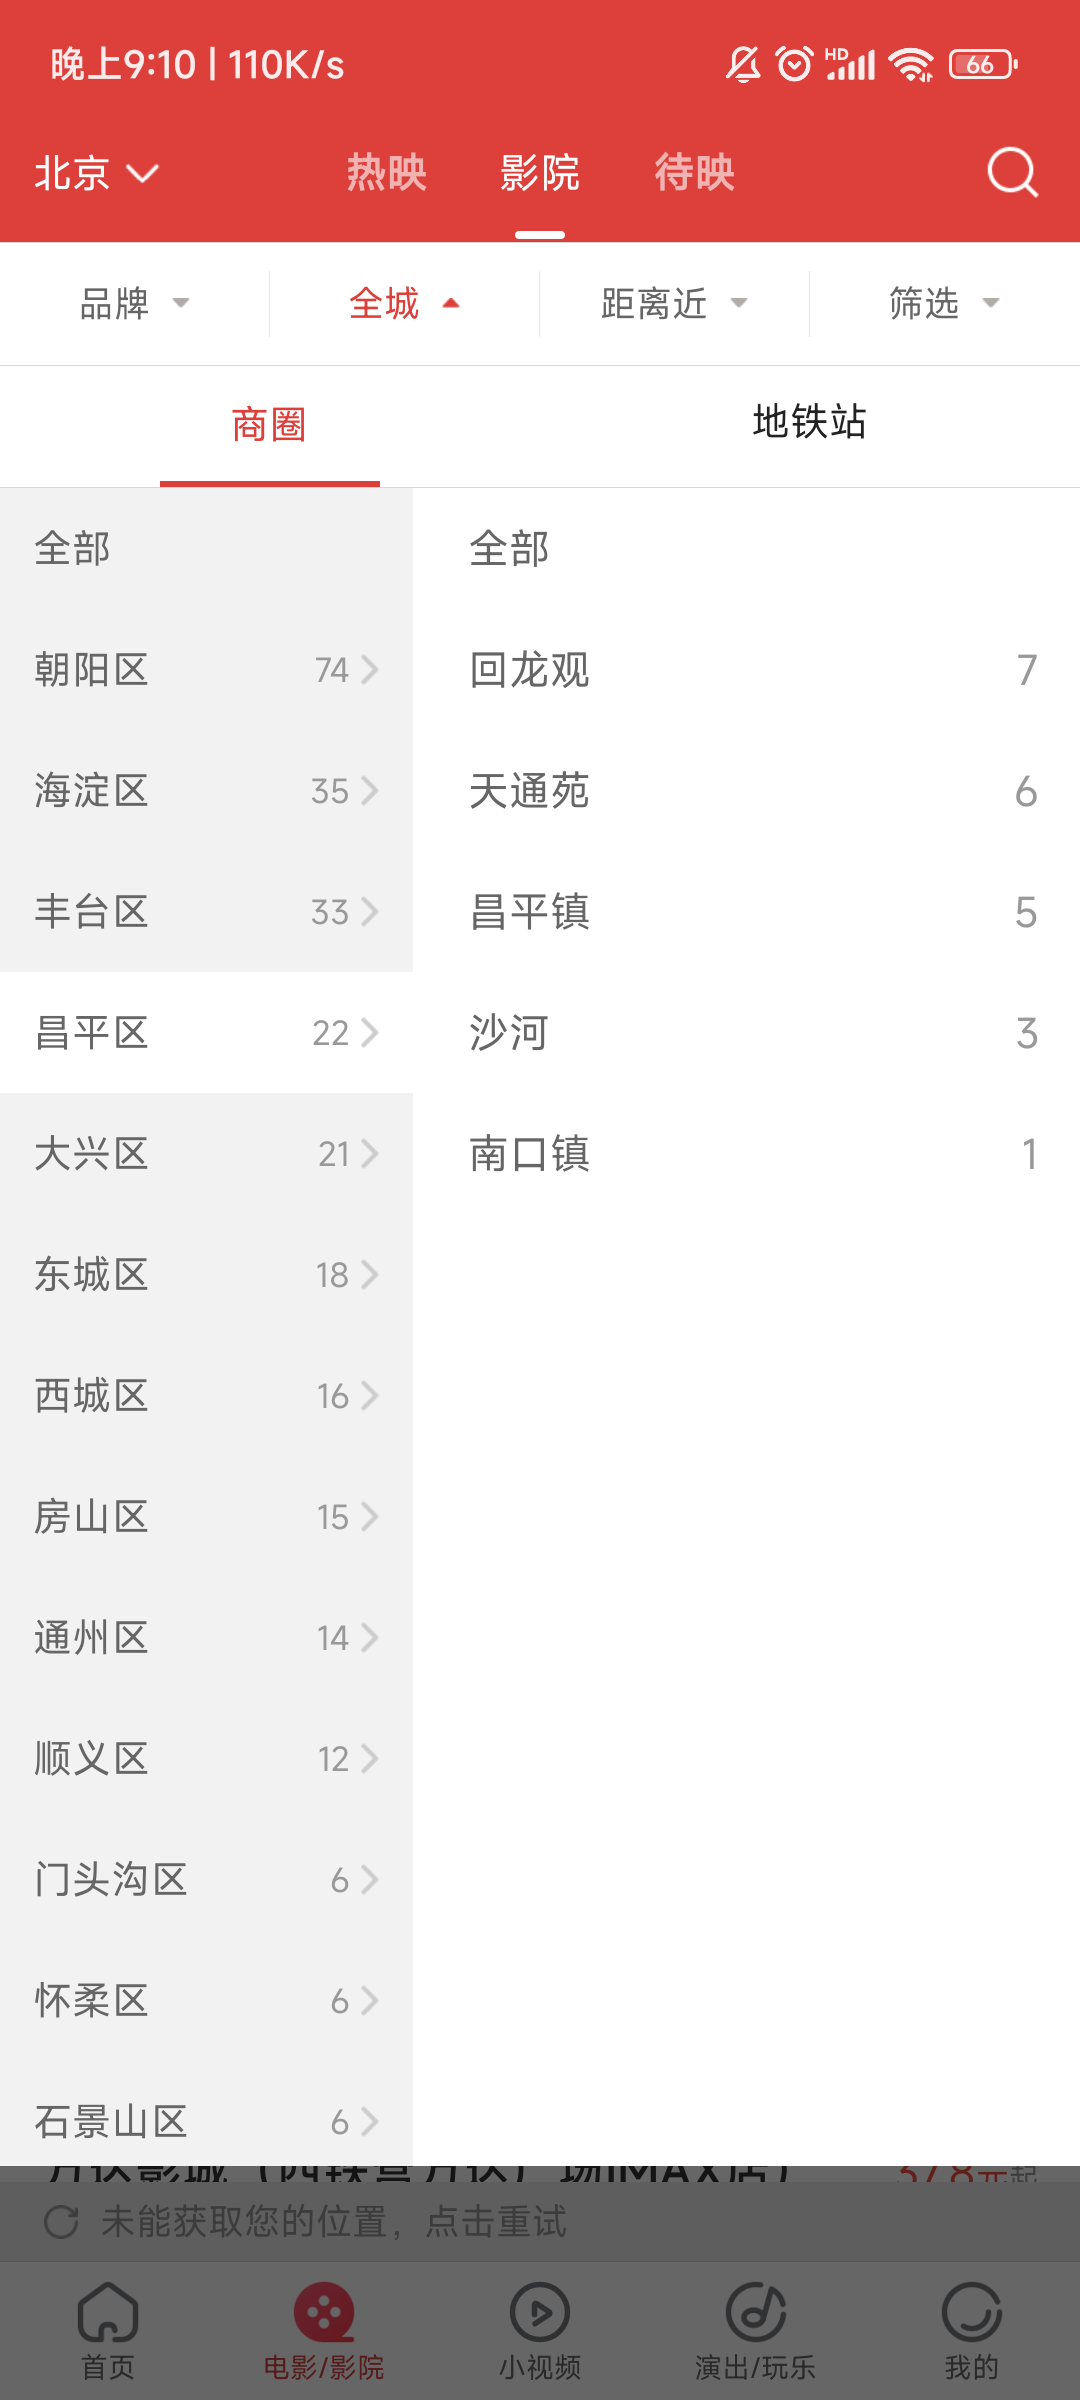 晚上9:10 | 110K/s
HD
66
北京
热映
影院
待映
品牌
全城
距离近
筛选
商圈
地铁站
全部
朝阳区 74
海淀区 35
丰台区 33
昌平区 22
大兴区 21
东城区 18
西城区 16
房山区 15
通州区 14
顺义区 12
门头沟区 6
怀柔区 6
石景山区 6
全部
回龙观 7
天通苑 6
昌平镇 5
沙河 3
南口镇 1
未能获取您的位置，点击重试
首页
电影/影院
小视频
演出/玩乐
我的